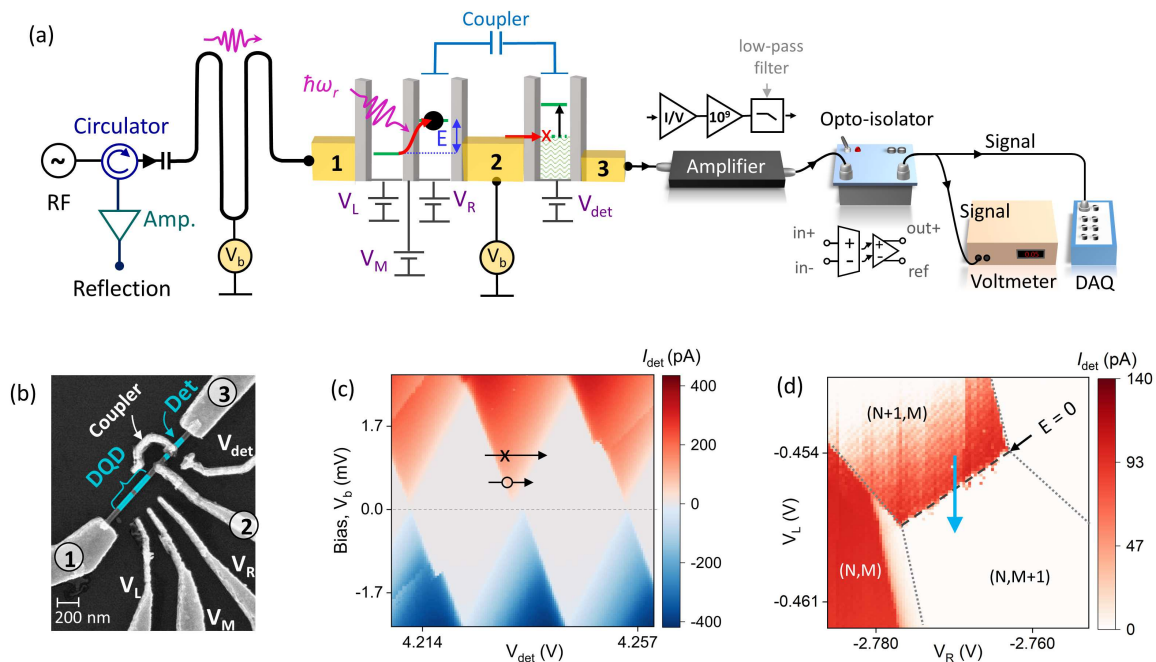 (a)
Circulator
~
RF
Amp.
V_b
Reflection
ℏω_r
Coupler
E
1
2
X
3
V_L
V_M
V_R
V_b
V_det
low-pass
filter
I/V
10⁹
Amplifier
Opto-isolator
Signal
Signal
in+
in-
+
−
+
−
out+
ref
Voltmeter
DAQ
(b)
Coupler
Det
DQD
3
V_det
2
1
V_L
V_M
V_R
200 nm
(c)
I_det (pA)
Bias, V_b (mV)
1.7
0.0
-1.7
X
4.214
4.257
V_det (V)
400
200
0
-200
-400
(d)
I_det (pA)
(N+1,M)
E = 0
(N,M)
(N,M+1)
V_L (V)
-0.454
-0.461
-2.780
-2.760
V_R (V)
140
93
47
0